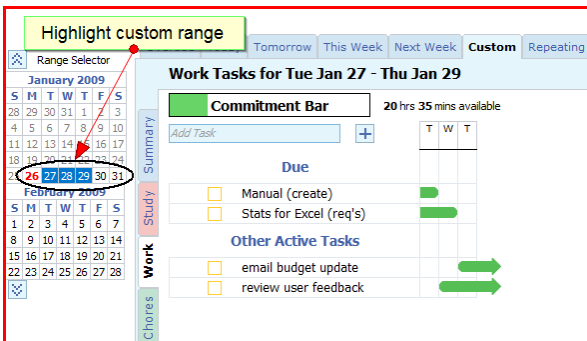 Highlight custom range
Tomorrow This Week Next Week Custom Repeating
Range Selector
January 2009
S M T W T F S
28 29 30 31 1 2 3
4 5 6 7 8 9 10
11 12 13 14 15 16 17
18 19 20 21 22 23 24
26 27 28 29 30 31
February 2009
S M T W T F S
1 2 3 4 5 6 7
8 9 10 11 12 13 14
15 16 17 18 19 20 21
22 23 24 25 26 27 28
Work Tasks for Tue Jan 27 - Thu Jan 29
Commitment Bar
20 hrs 35 mins available
Add Task
+
T W T
Summary
Study
Work
Chores
Due
Manual (create)
Stats for Excel (req's)
Other Active Tasks
email budget update
review user feedback